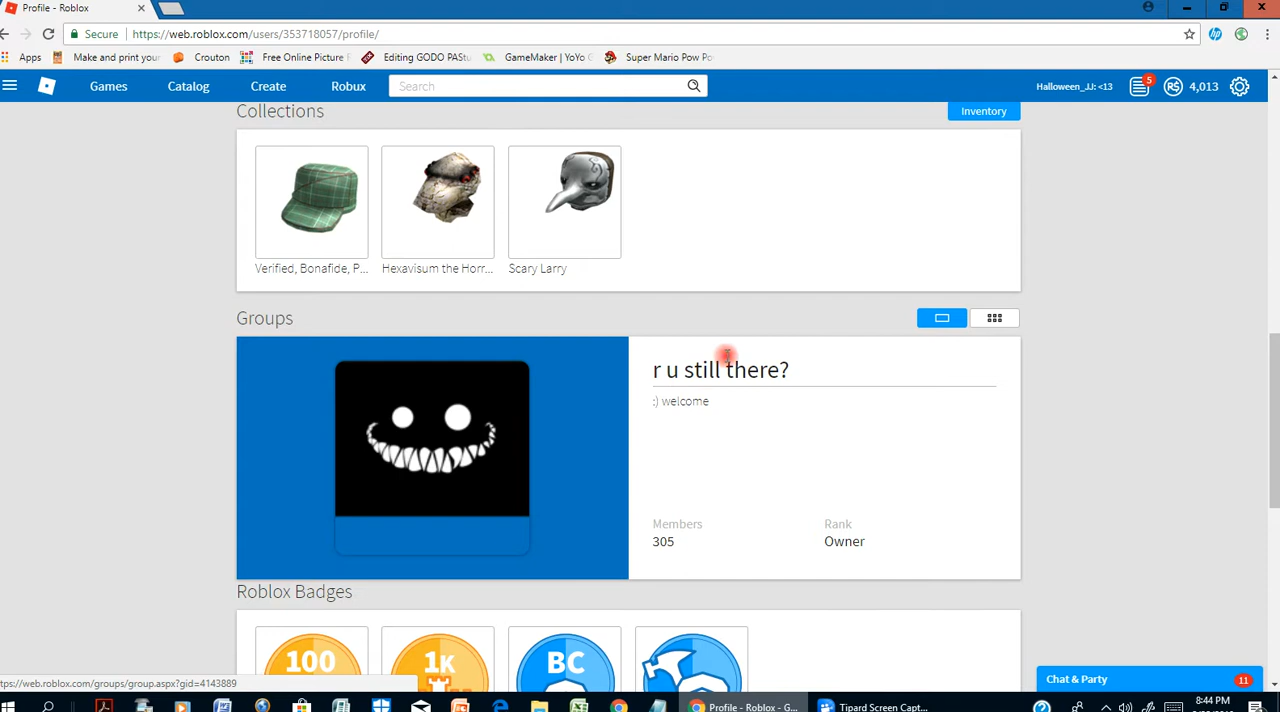 Profile - Roblox
Secure https://web.roblox.com/users/353718057/profile/
Apps Make and print your Crouton Free Online Picture Editing GODO PAStu GameMaker | YoYo G Super Mario Pow Po
Games Catalog Create Robux Search Halloween_JJ: <13 5 R$ 4,013
Collections Inventory
Verified, Bonafide, P... Hexavisum the Horr... Scary Larry
Groups
r u still there?
:) welcome
Members Rank
305 Owner
Roblox Badges
100 1K BC
ttps://web.roblox.com/groups/group.aspx?gid=4143889
Chat & Party 11
Profile - Roblox - G... Tipard Screen Capt... 8:44 PM